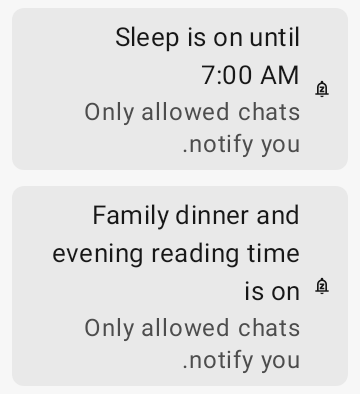 Sleep is on until
7:00 AM
Only allowed chats
.notify you
Family dinner and
evening reading time
is on
Only allowed chats
.notify you